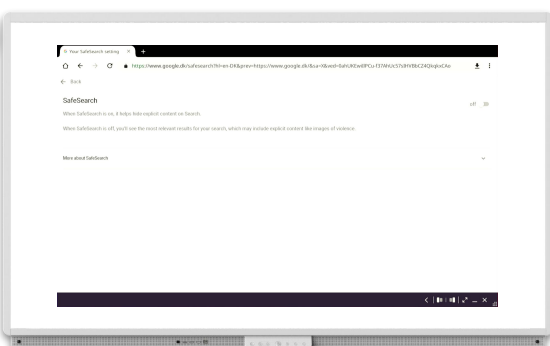 Your SafeSearch setting
https://www.google.dk/safesearch?hl=en-DK&prev=https://www.google.dk/&sa=X&ved=
Back
SafeSearch
off
When SafeSearch is on, it helps hide explicit content on Search.
When SafeSearch is off, you'll see the most relevant results for your search, which may include explicit content like images of violence.
More about SafeSearch